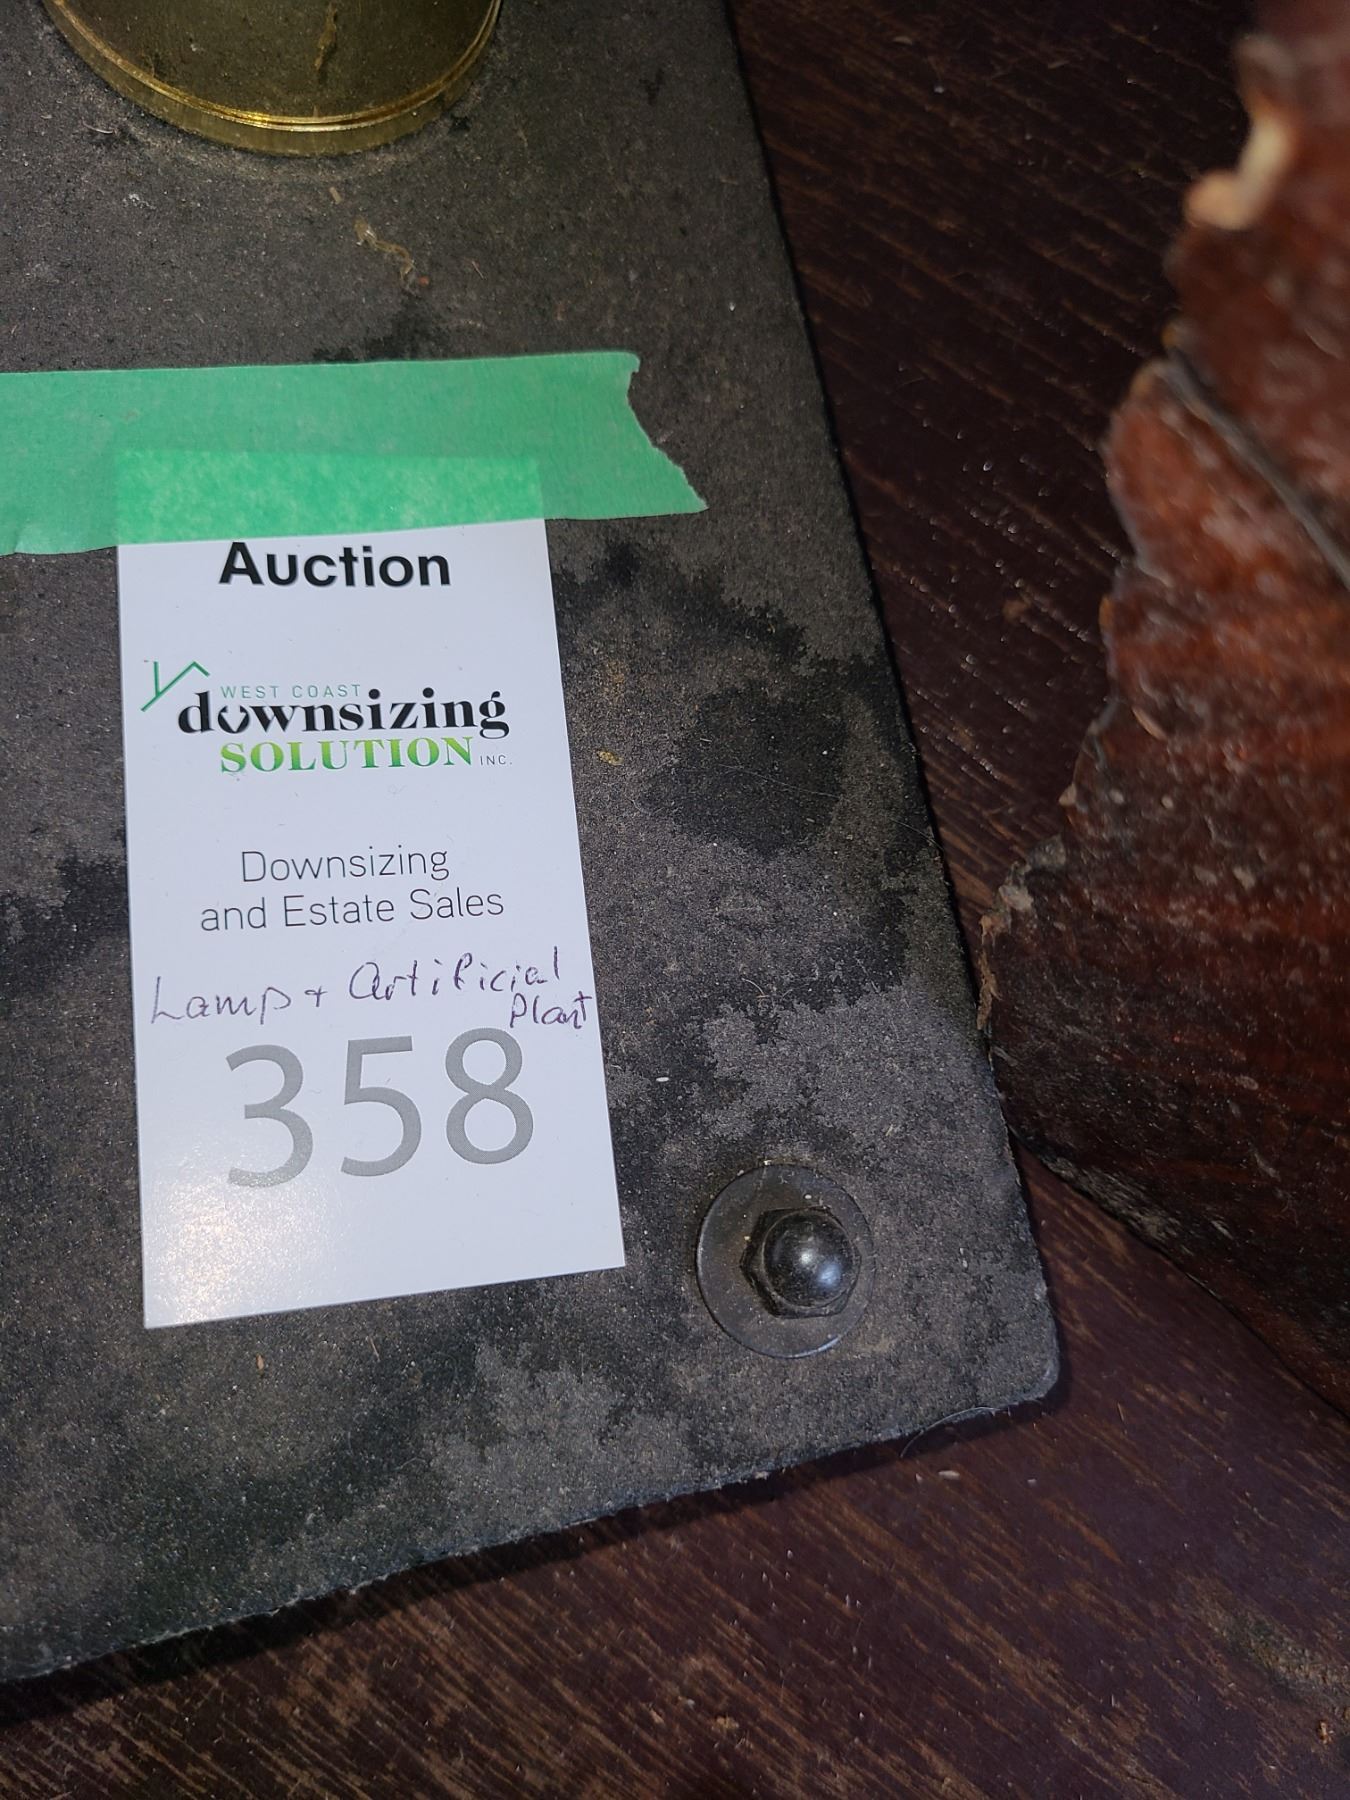 Auction
WEST COAST
downsizing
SOLUTION INC.
Downsizing
and Estate Sales
Lamp + Artificial
Plant
358